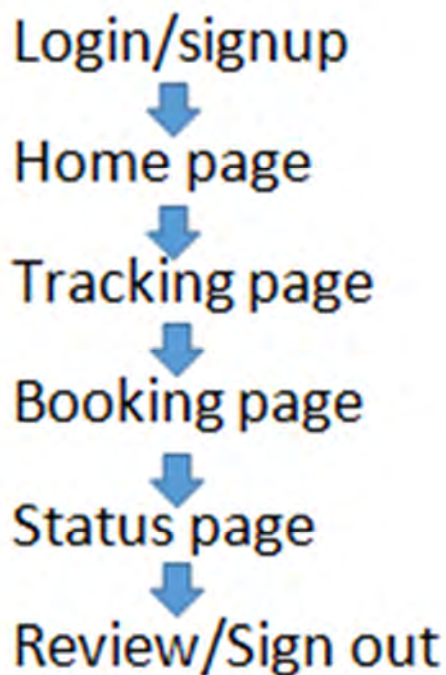 Login/signup
Home page
Tracking page
Booking page
Status page
Review/Sign out